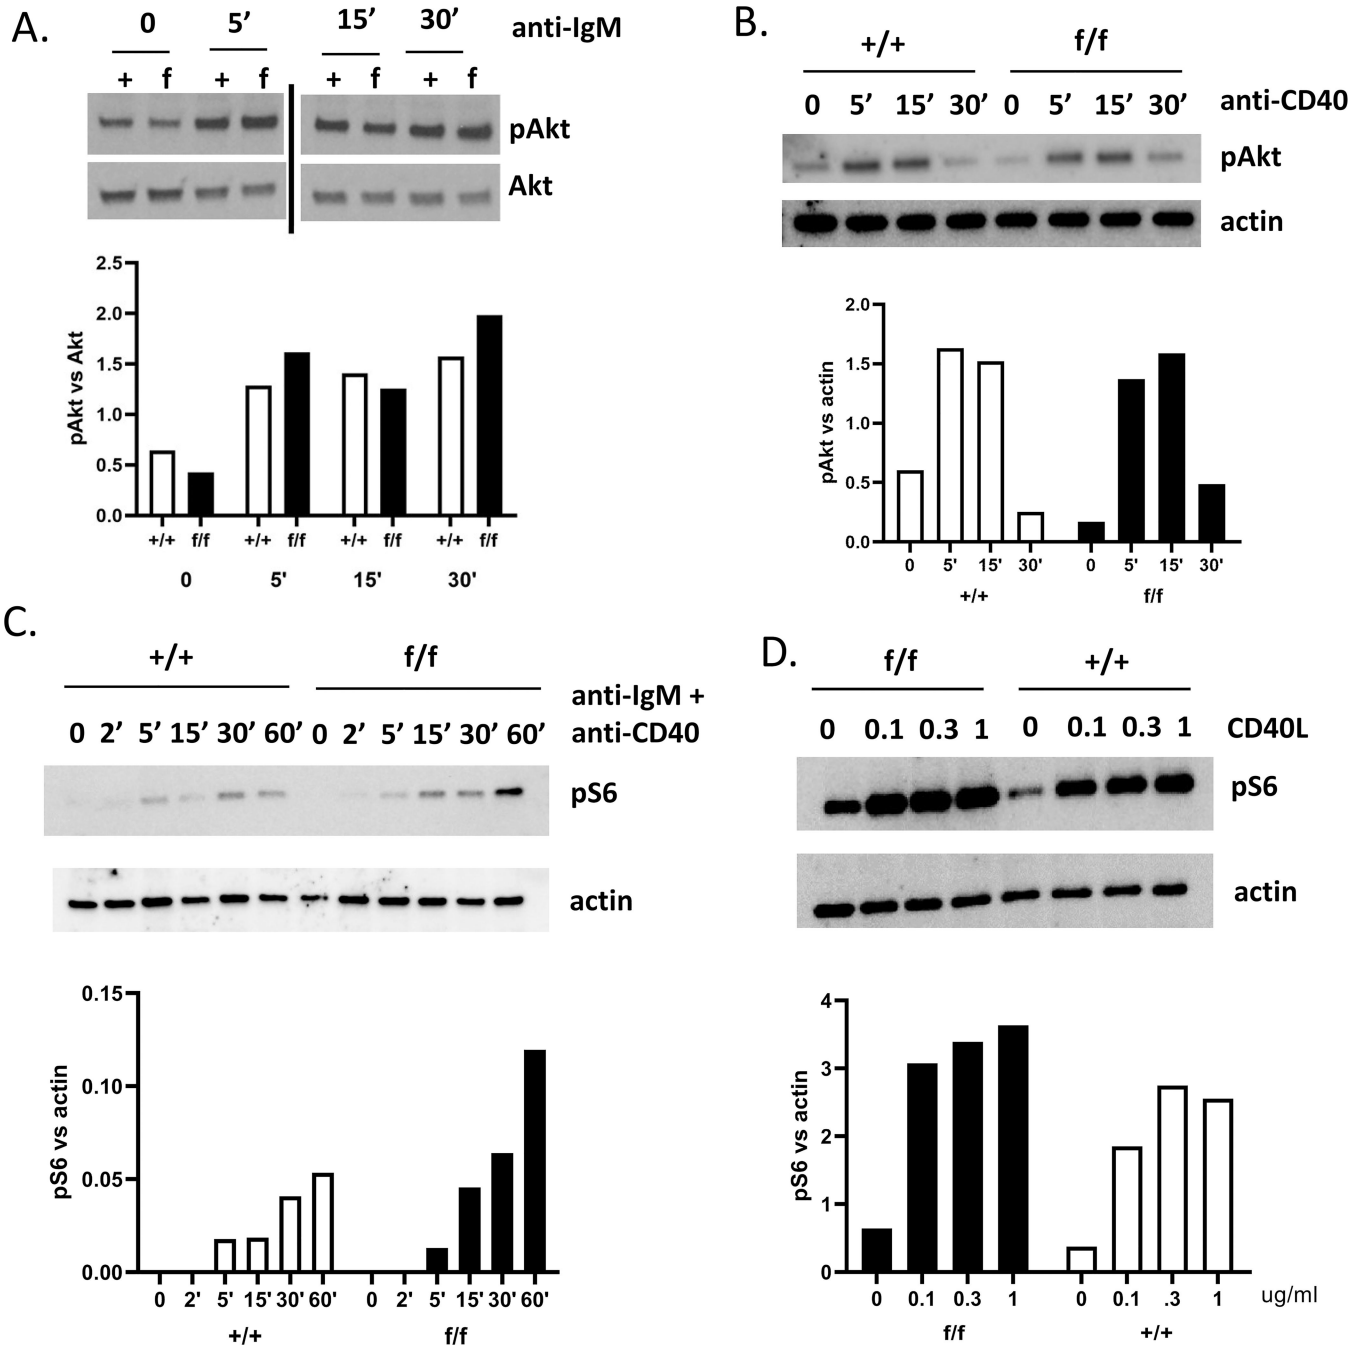 A.
0 5’ 15’ 30’ anti-IgM
+ f + f + f + f
pAkt
Akt
2.5
2.0
1.5
1.0
0.5
0.0
pAkt vs Akt
+/+ f/f +/+ f/f +/+ f/f +/+ f/f
0 5' 15' 30'
B.
+/+ f/f
0 5’ 15’ 30’ 0 5’ 15’ 30’ anti-CD40
pAkt
actin
2.0
1.5
1.0
0.5
0.0
pAkt vs actin
0 5' 15' 30' 0 5' 15' 30'
+/+ f/f
C.
+/+ f/f
anti-IgM +
0 2’ 5’ 15’ 30’ 60’ 0 2’ 5’ 15’ 30’ 60’ anti-CD40
pS6
actin
0.15
0.10
0.05
0.00
pS6 vs actin
0 2' 5' 15' 30' 60' 0 2' 5' 15' 30' 60'
+/+ f/f
D.
f/f +/+
0 0.1 0.3 1 0 0.1 0.3 1 CD40L
pS6
actin
4
3
2
1
0
pS6 vs actin
0 0.1 0.3 1 0 0.1 .3 1 ug/ml
f/f +/+